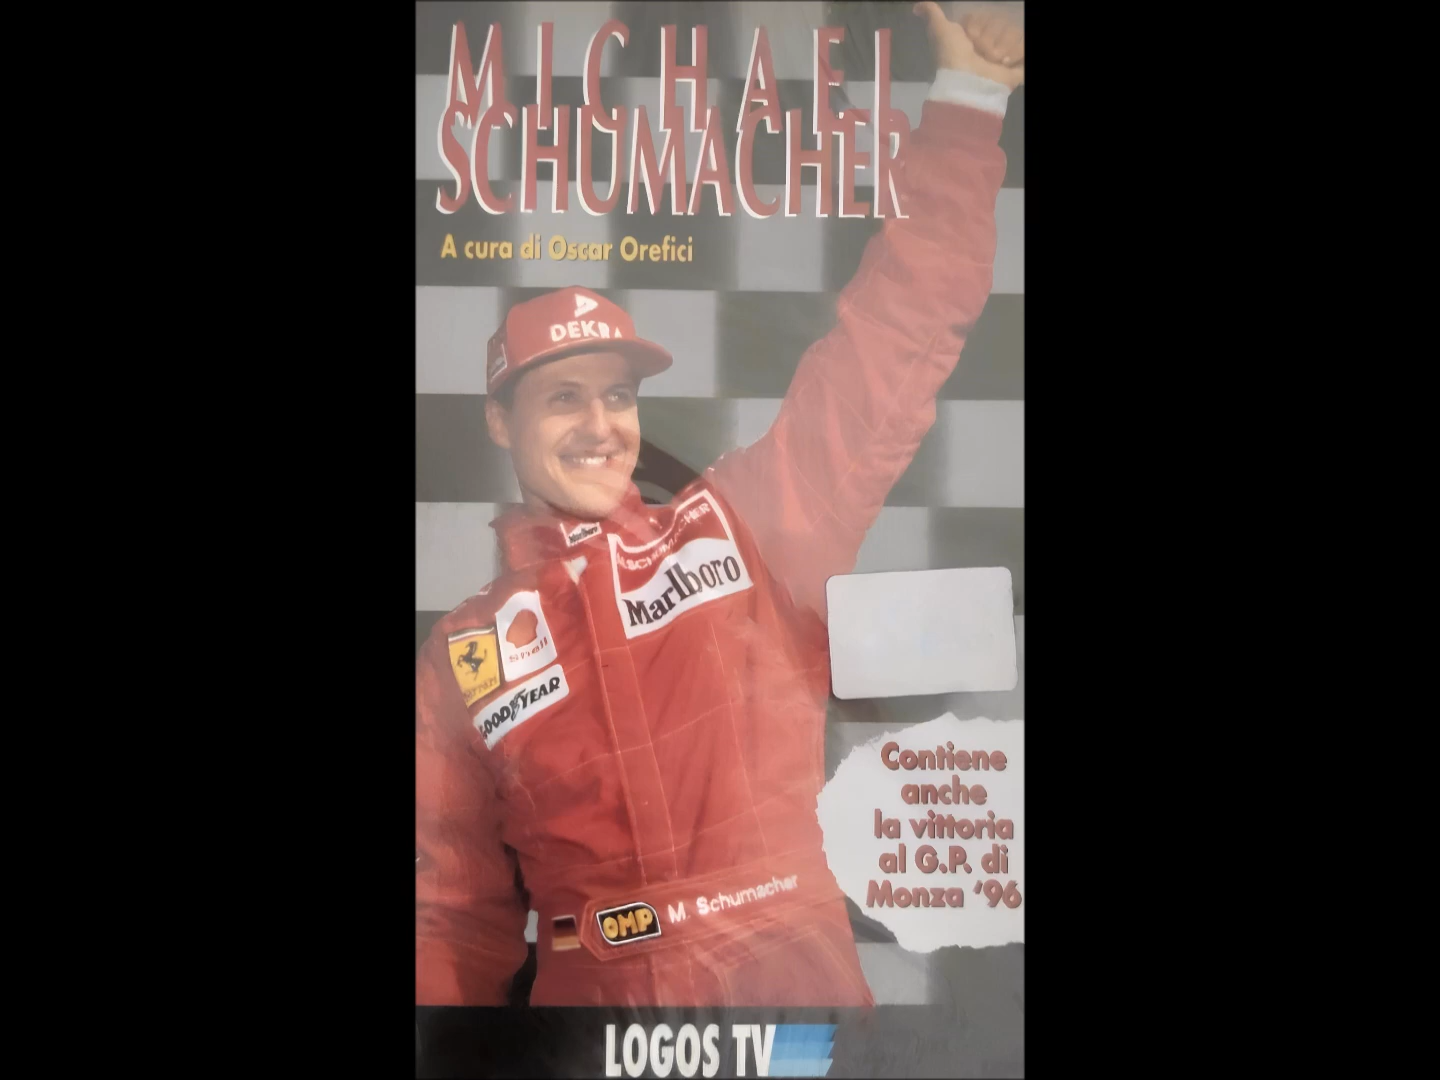 MICHAEL
SCHUMACHER
A cura di Oscar Orefici
DEKRA
Marlboro
M.SCHUMACHER
Marlboro
Shell
Ferrari
GOODYEAR
Contiene
anche
la vittoria
al G.P. di
Monza '96
OMP M. Schumacher
LOGOS TV